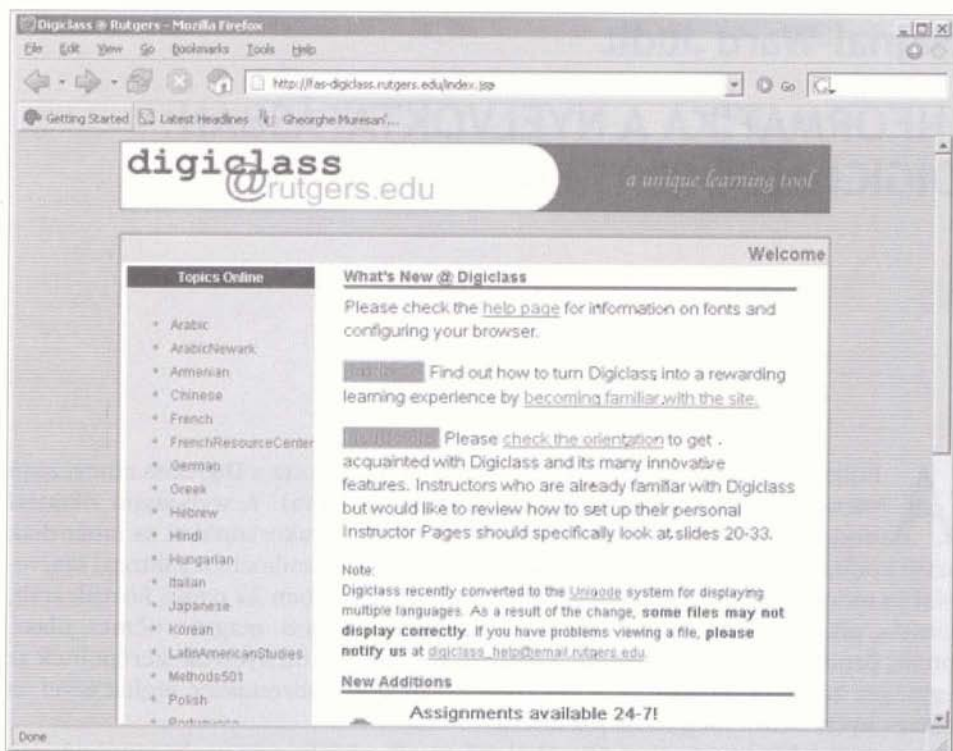 Digiclass @ Rutgers - Mozilla Firefox
File Edit View Go Bookmarks Tools Help
http://fas-digiclass.rutgers.edu/index.jsp
Go
Getting Started Latest Headlines Gheorghe Muresan'...
digiclass
@rutgers.edu
a unique learning tool
Welcome
Topics Online
Arabic
ArabicNewark
Armenian
Chinese
French
FrenchResourceCenter
German
Greek
Hebrew
Hindi
Hungarian
Italian
Japanese
Korean
LatinAmericanStudies
Methods501
Polish
Portuguese
What's New @ Digiclass
Please check the help page for information on fonts and
configuring your browser.
Find out how to turn Digiclass into a rewarding
learning experience by becoming familiar with the site.
Please check the orientation to get
acquainted with Digiclass and its many innovative
features. Instructors who are already familiar with Digiclass
but would like to review how to set up their personal
Instructor Pages should specifically look at slides 20-33.
Note:
Digiclass recently converted to the Unicode system for displaying
multiple languages. As a result of the change, some files may not
display correctly. If you have problems viewing a file, please
notify us at digiclass_help@email.rutgers.edu.
New Additions
Assignments available 24-7!
Done